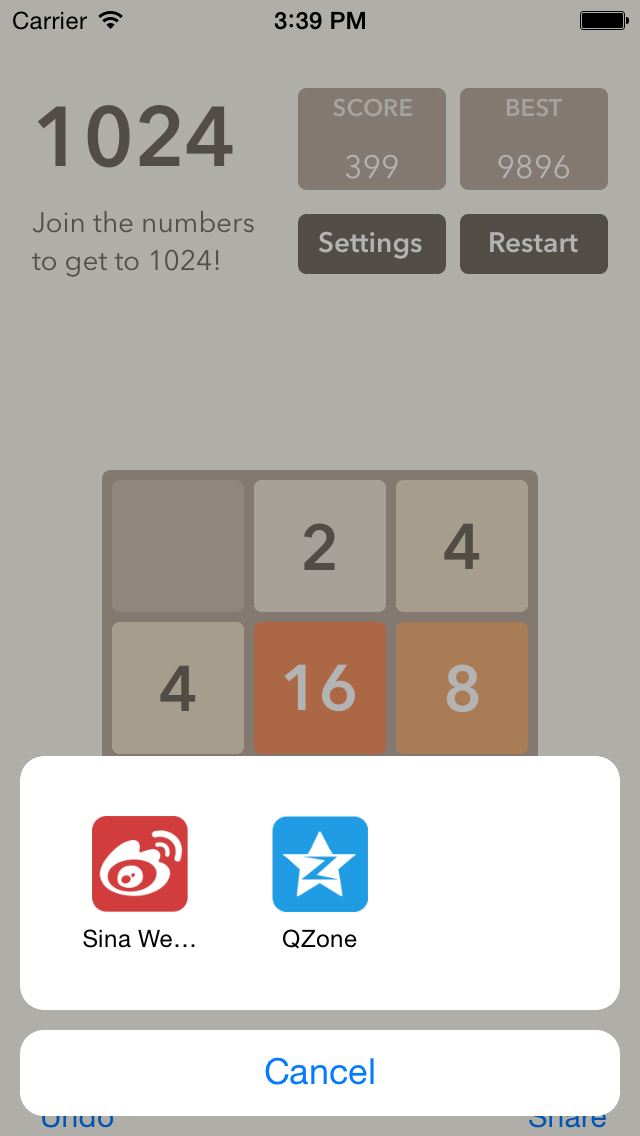 Carrier 3:39 PM
1024
SCORE
399
BEST
9896
Join the numbers
to get to 1024!
Settings
Restart
2
4
4
16
8
Sina We...
QZone
Cancel
Undo
Share